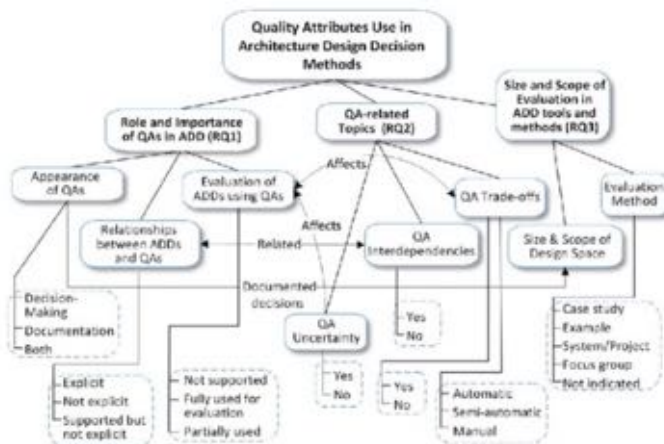 Quality Attributes Use in
Architecture Design Decision
Methods
Role and Importance
of QAs in ADD (RQ1)
QA-related
Topics (RQ2)
Size and Scope of
Evaluation in
ADD tools and
methods [RQ3]
Affects
Appearance
of QAs
Evaluation of
ADDs using QAs
QA Trade-offs
Evaluation
Method
Affects
Relationships
between ADDs
and QAs
Related
QA
Interdependencies
Size & Scope of
Design Space
Documented
decisions
Decision-
Making
Documentation
Both
QA
Uncertainty
Yes
No
Case study
Example
System/Project
Focus group
Not indicated
Explicit
Not explicit
Supported but
not explicit
Not supported
Fully used for
evaluation
Partially used
Yes
No
Yes
No
Automatic
Semi-automatic
Manual